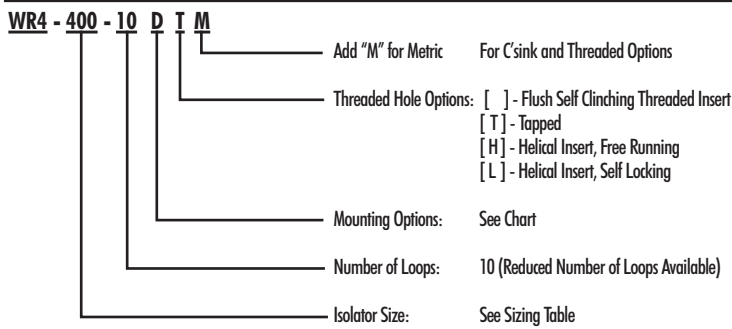 WR4 - 400 - 10 D T M
Add "M" for Metric For C'sink and Threaded Options
Threaded Hole Options: [ ] - Flush Self Clinching Threaded Insert
[ T ] - Tapped
[ H ] - Helical Insert, Free Running
[ L ] - Helical Insert, Self Locking
Mounting Options: See Chart
Number of Loops: 10 (Reduced Number of Loops Available)
Isolator Size: See Sizing Table